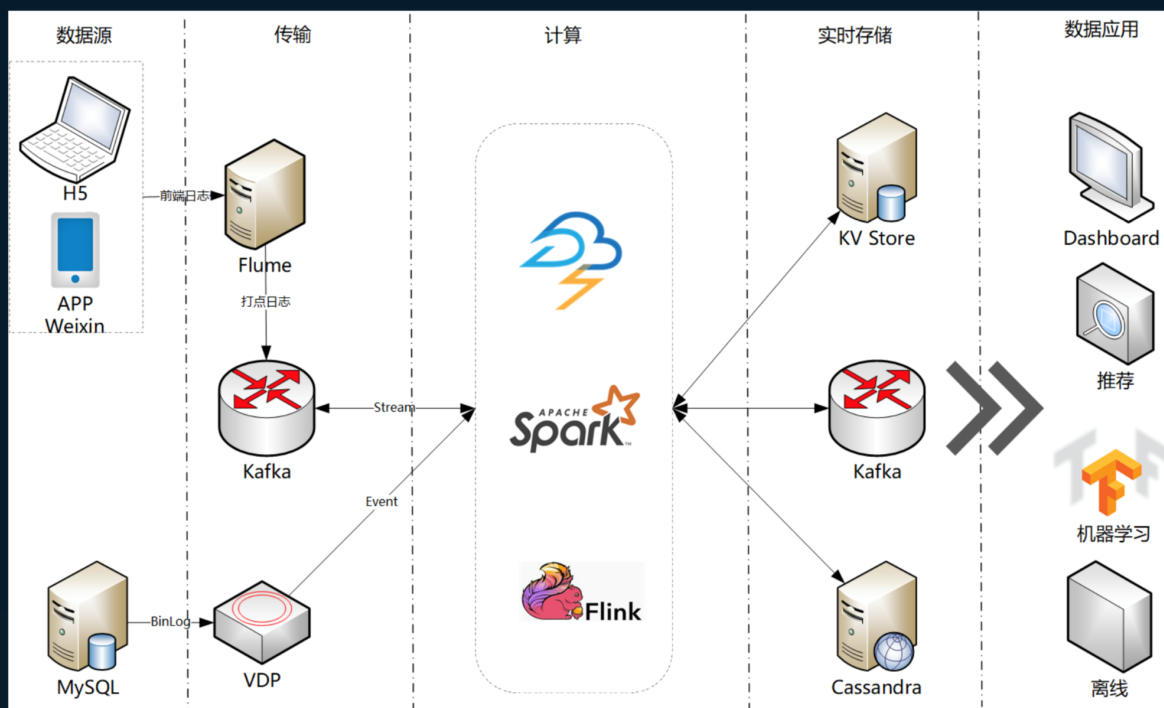 数据源
传输
计算
实时存储
数据应用
H5
APP
Weixin
前端日志
Flume
打点日志
Kafka
Stream
Event
MySQL
BinLog
VDP
APACHE
Spark
TM
Flink
KV Store
Kafka
Cassandra
Dashboard
推荐
TF
机器学习
离线